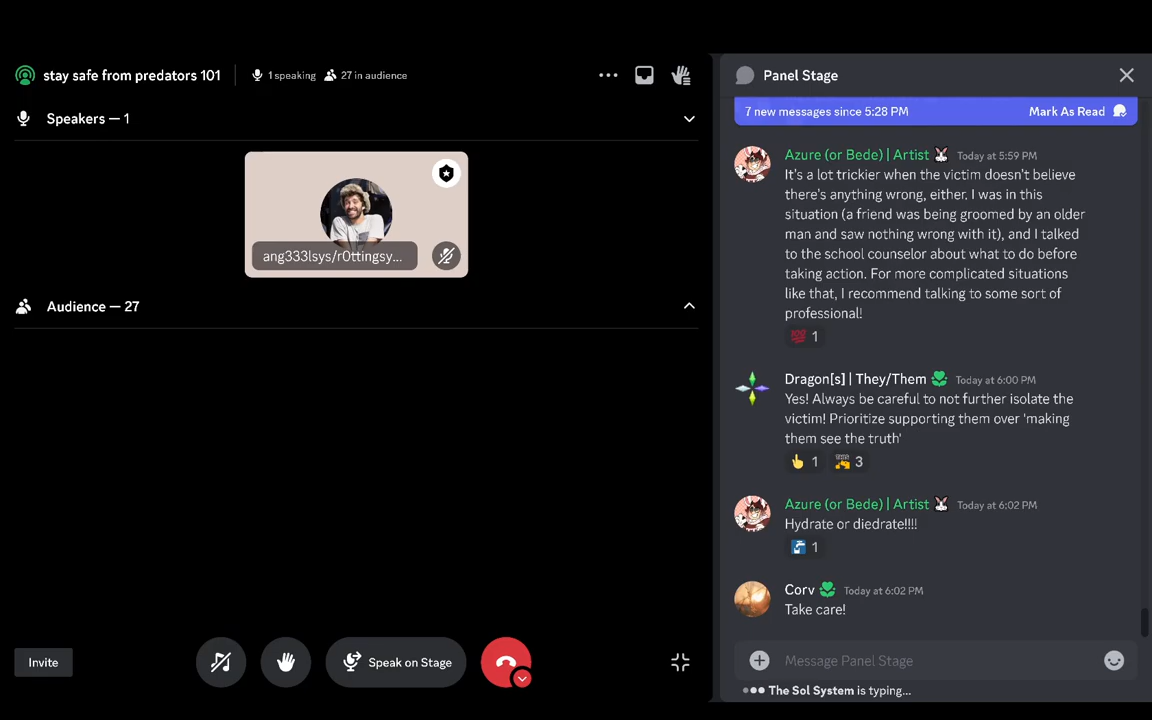 stay safe from predators 101
1 speaking
27 in audience
Speakers — 1
ang333lsys/r0ttingsy...
Audience — 27
Invite
Speak on Stage
Panel Stage
7 new messages since 5:28 PM
Mark As Read
Azure (or Bede) | Artist Today at 5:59 PM
It's a lot trickier when the victim doesn't believe
there's anything wrong, either. I was in this
situation (a friend was being groomed by an older
man and saw nothing wrong with it), and I talked
to the school counselor about what to do before
taking action. For more complicated situations
like that, I recommend talking to some sort of
professional!
1
Dragon[s] | They/Them Today at 6:00 PM
Yes! Always be careful to not further isolate the
victim! Prioritize supporting them over 'making
them see the truth'
1 3
Azure (or Bede) | Artist Today at 6:02 PM
Hydrate or diedrate!!!!
1
Corv Today at 6:02 PM
Take care!
Message Panel Stage
The Sol System is typing...